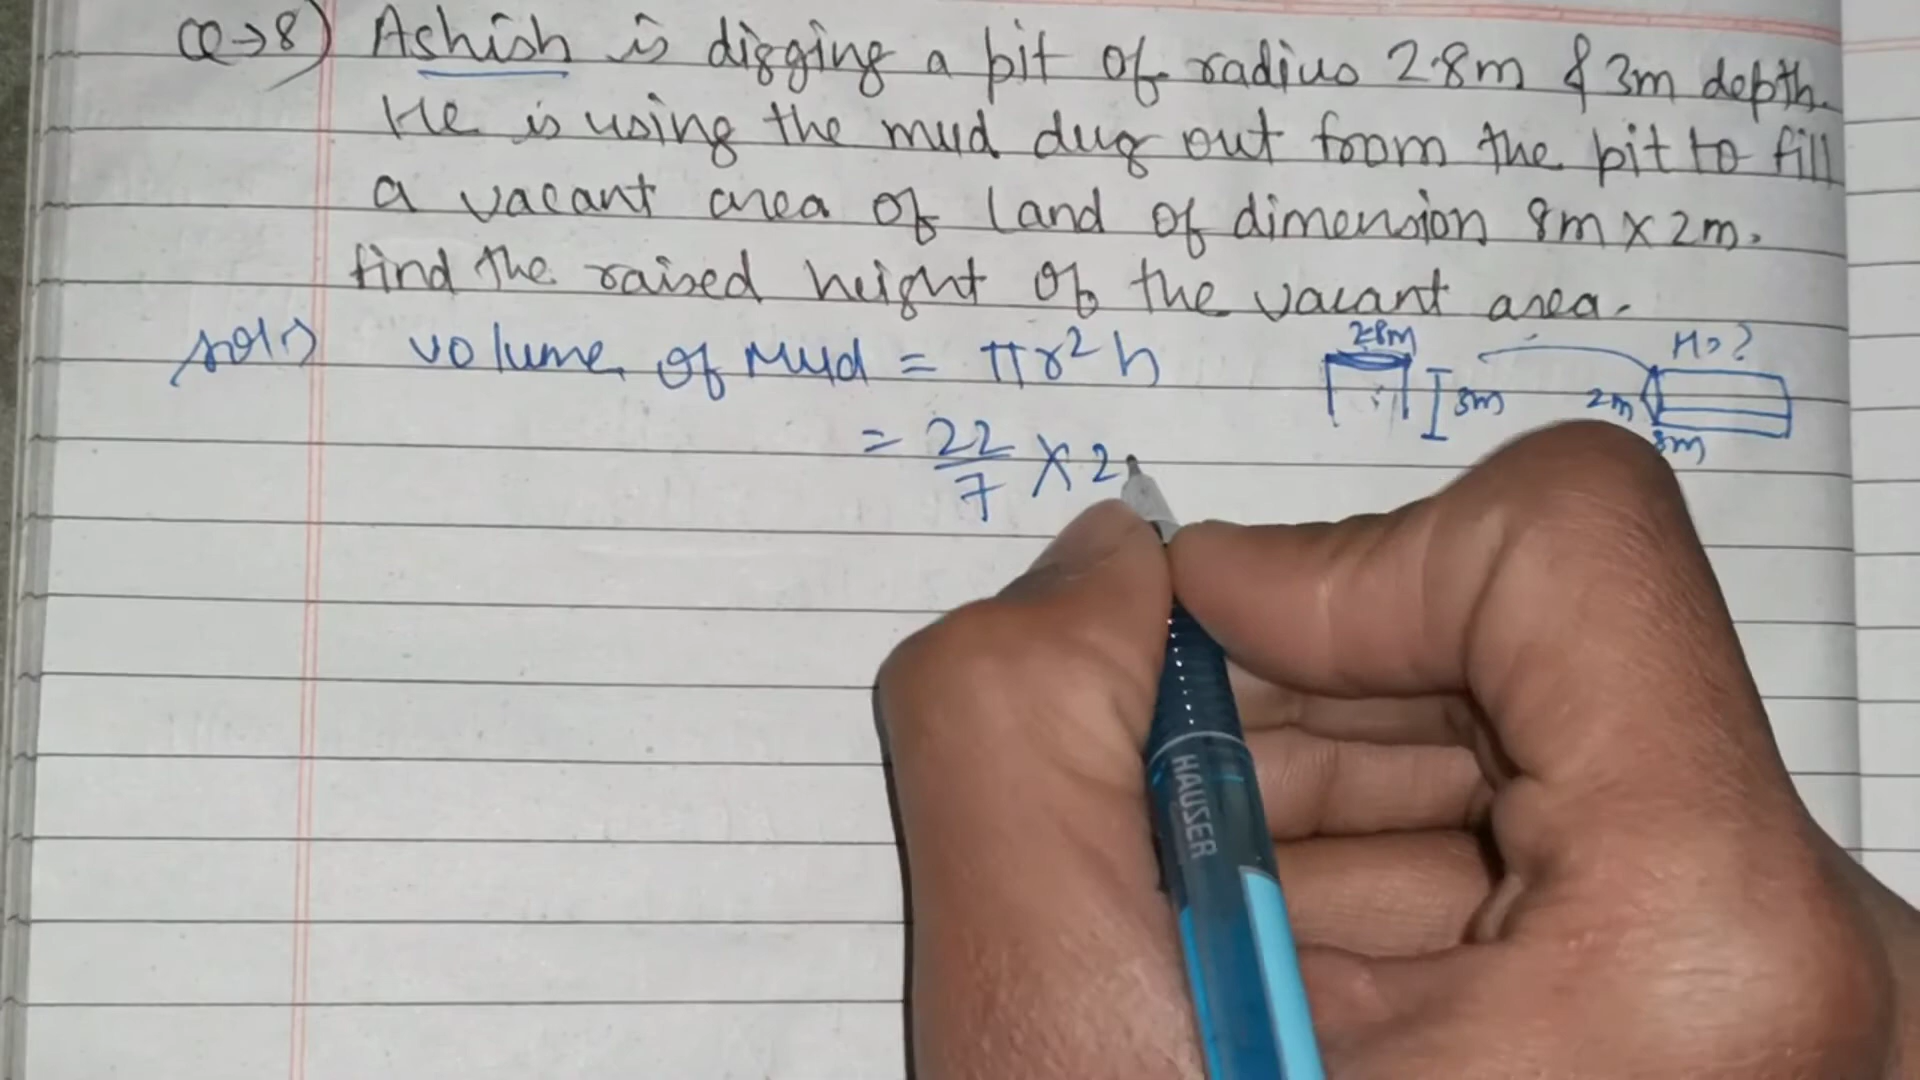 Q→8) Ashish is digging a pit of radius 2.8m & 3m depth.
He is using the mud dug out from the pit to fill
a vacant area of land of dimension 8m x 2m.
find the raised height of the vacant area.
soln) volume of Mud = πr²h
2.8m
3m
H=?
2m
8m
= 22/7 × 2.
HAUSER